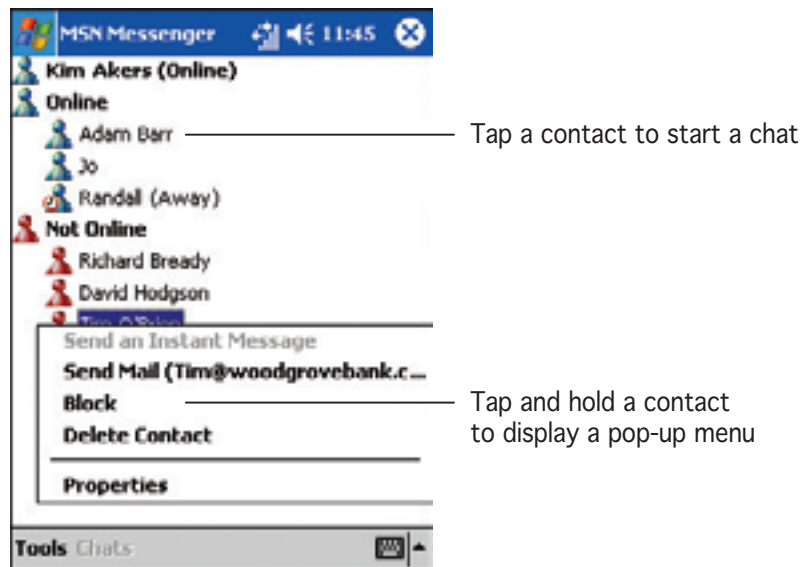 MSN Messenger 11:45
Kim Akers (Online)
Online
Adam Barr
Tap a contact to start a chat
Jo
Randall (Away)
Not Online
Richard Bready
David Hodgson
Tim O'Brien
Send an Instant Message
Send Mail (Tim@woodgrovebank.c...
Block
Tap and hold a contact
to display a pop-up menu
Delete Contact
Properties
Tools Chats